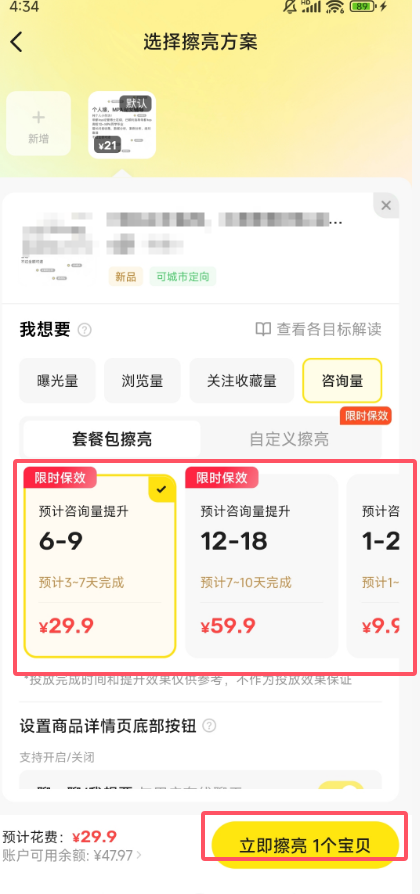 4:34
HD
89
选择擦亮方案
+
新增
默认
¥21
...
新品 可城市定向
我想要 ? 查看各目标解读
曝光量 浏览量 关注收藏量 咨询量
限时保效
套餐包擦亮 自定义擦亮
限时保效 限时保效
预计咨询量提升 预计咨询量提升 预计咨
6-9 12-18 1-2
预计3-7天完成 预计7-10天完成 预计1-
¥29.9 ¥59.9 ¥9.9
*投放完成时间和提升效果仅供参考，不作为投放效果保证
设置商品详情页底部按钮 ?
支持开启/关闭
预计花费：¥29.9
账户可用余额: ¥47.97 >
立即擦亮 1个宝贝